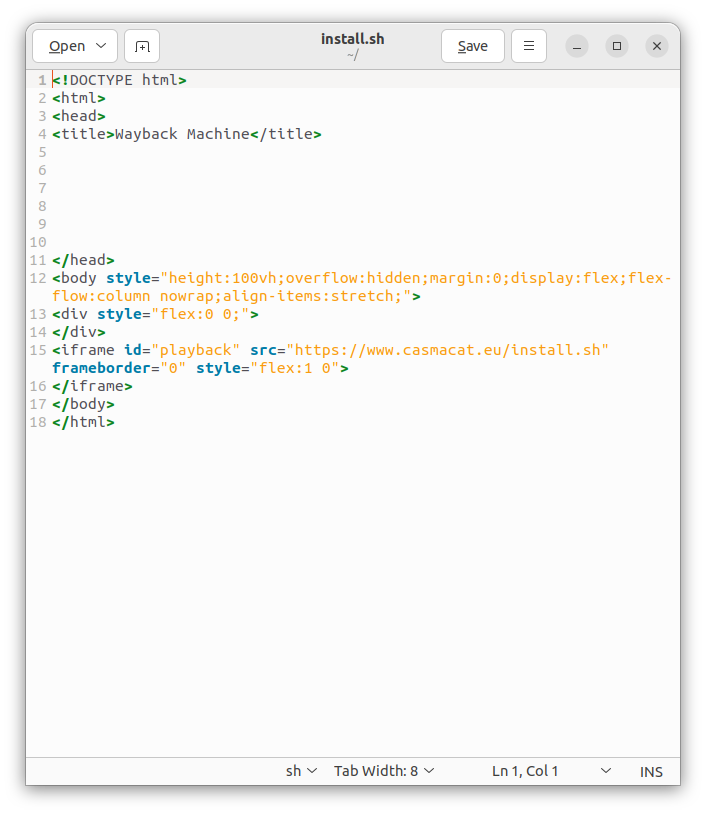 Open
install.sh
~/
Save
1 <!DOCTYPE html>
2 <html>
3 <head>
4 <title>Wayback Machine</title>
5
6
7
8
9
10
11 </head>
12 <body style="height:100vh;overflow:hidden;margin:0;display:flex;flex-
flow:column nowrap;align-items:stretch;">
13 <div style="flex:0 0;">
14 </div>
15 <iframe id="playback" src="https://www.casmacat.eu/install.sh"
frameborder="0" style="flex:1 0">
16 </iframe>
17 </body>
18 </html>
sh Tab Width: 8 Ln 1, Col 1 INS